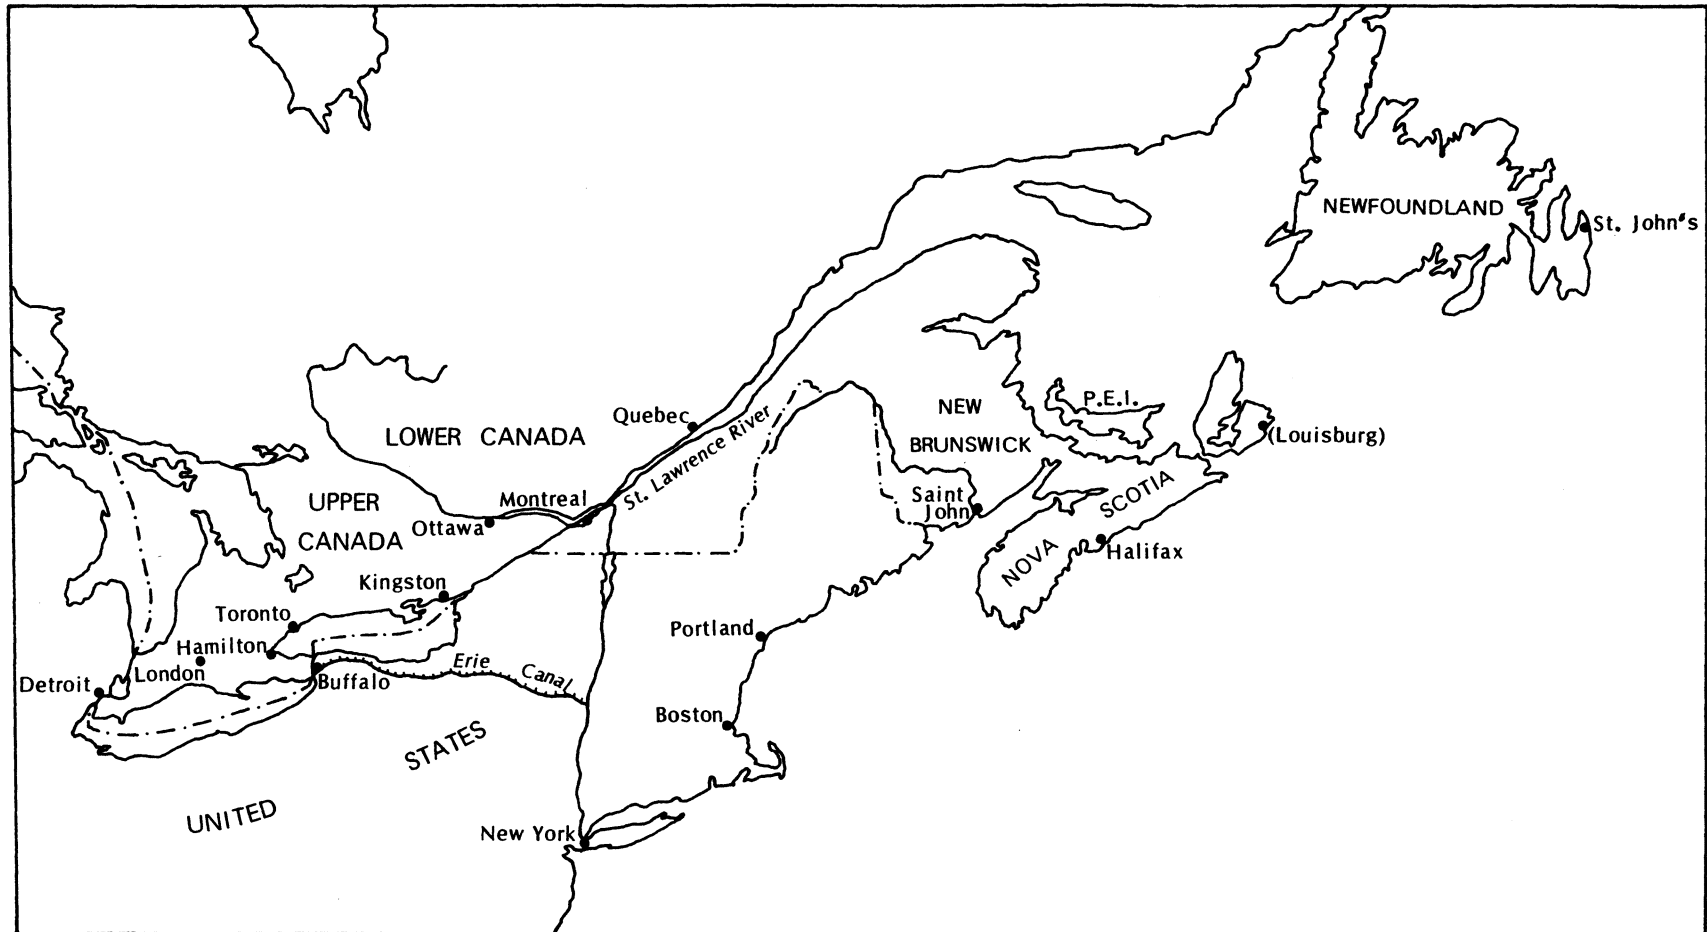 NEWFOUNDLAND
St. John's
P.E.I.
NEW
BRUNSWICK
Quebec
LOWER CANADA
St. Lawrence River
(Louisburg)
UPPER
CANADA
Montreal
Ottawa
Saint
John
NOVA SCOTIA
Halifax
Kingston
Toronto
Hamilton
London
Detroit
Buffalo
Erie Canal
Portland
Boston
UNITED STATES
New York